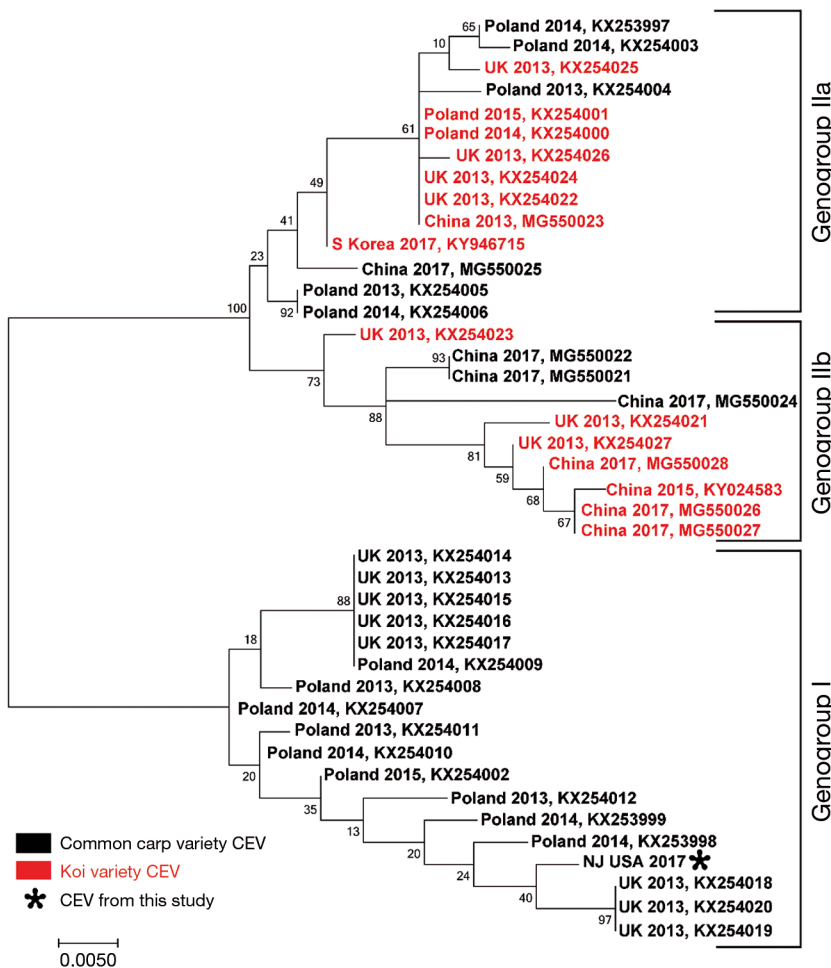 Poland 2014, KX253997
65
Poland 2014, KX254003
10
UK 2013, KX254025
Poland 2013, KX254004
Poland 2015, KX254001
61
Poland 2014, KX254000
UK 2013, KX254026
UK 2013, KX254024
49
UK 2013, KX254022
41
China 2013, MG550023
S Korea 2017, KY946715
23
China 2017, MG550025
Poland 2013, KX254005
92
Poland 2014, KX254006
100
Genogroup IIa
UK 2013, KX254023
93
China 2017, MG550022
China 2017, MG550021
73
China 2017, MG550024
88
UK 2013, KX254021
UK 2013, KX254027
81
China 2017, MG550028
59
China 2015, KY024583
68
China 2017, MG550026
67
China 2017, MG550027
Genogroup IIb
UK 2013, KX254014
UK 2013, KX254013
88
UK 2013, KX254015
UK 2013, KX254016
18
UK 2013, KX254017
Poland 2014, KX254009
Poland 2013, KX254008
Poland 2014, KX254007
Poland 2013, KX254011
Poland 2014, KX254010
20
Poland 2015, KX254002
35
Poland 2013, KX254012
13
Poland 2014, KX253999
20
Poland 2014, KX253998
24
NJ USA 2017
40
UK 2013, KX254018
UK 2013, KX254020
97
UK 2013, KX254019
Genogroup I
Common carp variety CEV
Koi variety CEV
CEV from this study
0.0050